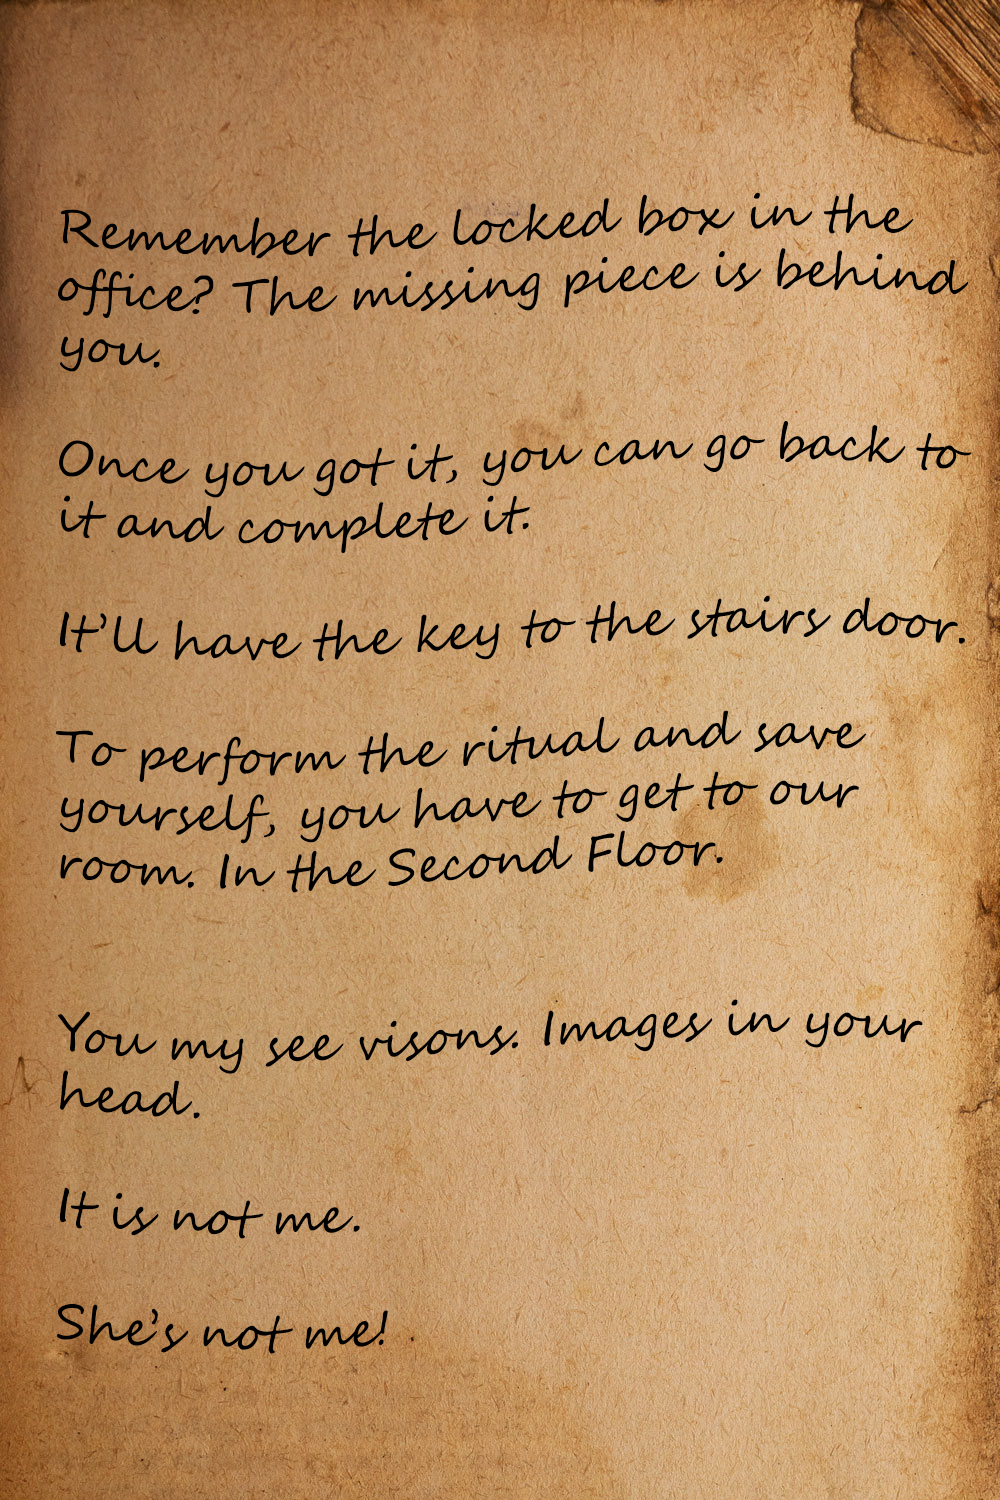 Remember the locked box in the
office? The missing piece is behind
you.
Once you got it, you can go back to
it and complete it.
It'll have the key to the stairs door.
To perform the ritual and save
yourself, you have to get to our
room. In the Second Floor.
You my see visons. Images in your
head.
It is not me.
She's not me!